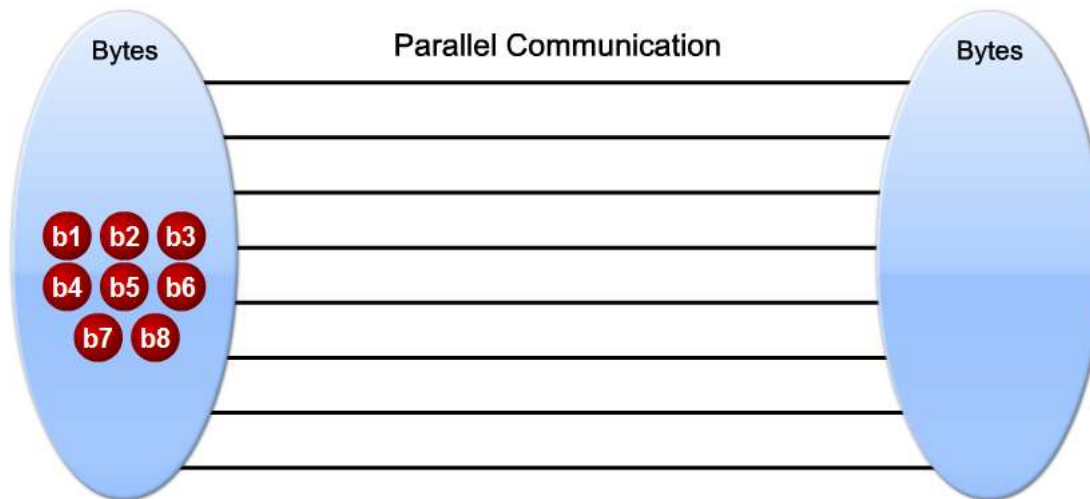 Bytes
Parallel Communication
Bytes
b1 b2 b3
b4 b5 b6
b7 b8